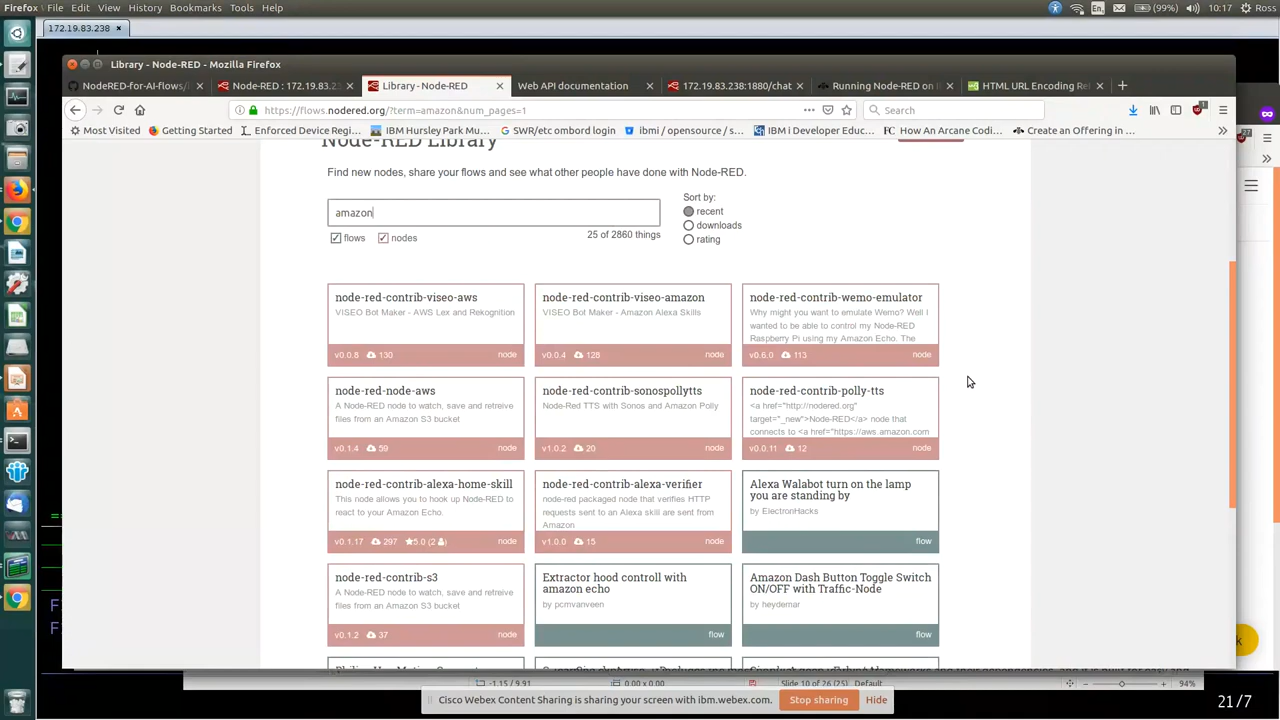 Firefox File Edit View History Bookmarks Tools Help
En (99%) 10:17 Ross
172.19.83.238
Library - Node-RED - Mozilla Firefox
NodeRED-for-AI-flows/
Node-RED : 172.19.83.2
Library - Node-RED
Web API documentation
172.19.83.238:1880/chat
Running Node-RED on I
HTML URL Encoding Re
https://flows.nodered.org/?term=amazon&num_pages=1
Search
Most Visited
Getting Started
Enforced Device Regi...
IBM Hursley Park Mu...
SWR/etc ombord login
ibmi / opensource / s...
IBM i Developer Educ...
How An Arcane Codi...
Create an Offering in ...
Node-RED Library
Find new nodes, share your flows and see what other people have done with Node-RED.
Sort by:
amazon
recent
downloads
rating
flows nodes
25 of 2860 things
node-red-contrib-viseo-aws
VISEO Bot Maker - AWS Lex and Rekognition
v0.0.8 130 node
node-red-contrib-viseo-amazon
VISEO Bot Maker - Amazon Alexa Skills
v0.0.4 128 node
node-red-contrib-wemo-emulator
Why might you want to emulate Wemo? Well I
wanted to be able to control my Node-RED
Raspberry Pi using my Amazon Echo. The
v0.6.0 113 node
node-red-node-aws
A Node-RED node to watch, save and retreive
files from an Amazon S3 bucket
v0.1.4 59 node
node-red-contrib-sonospollytts
Node-Red TTS with Sonos and Amazon Polly
v1.0.2 20 node
node-red-contrib-polly-tts
<a href="http://nodered.org"
target="_new">Node-RED</a> node that
connects to <a href="https://aws.amazon.com
v0.0.11 12 node
node-red-contrib-alexa-home-skill
This node allows you to hook up Node-RED to
react to your Amazon Echo.
v0.1.17 297 5.0 (2 ) node
node-red-contrib-alexa-verifier
node-red packaged node that verifies HTTP
requests sent to an Alexa skill are sent from
Amazon
v1.0.0 15 node
Alexa Walabot turn on the lamp
you are standing by
by ElectronHacks
flow
node-red-contrib-s3
A Node-RED node to watch, save and retreive
files from an Amazon S3 bucket
v0.1.2 37 node
Extractor hood controll with
amazon echo
by pcmvanveen
flow
Amazon Dash Button Toggle Switch
ON/OFF with Traffic-Node
by heydemar
flow
-1.15 / 9.91 0.00 x 0.00 Slide 10 of 26 (25) Default 94%
Cisco Webex Content Sharing is sharing your screen with ibm.webex.com. Stop sharing Hide
21/7